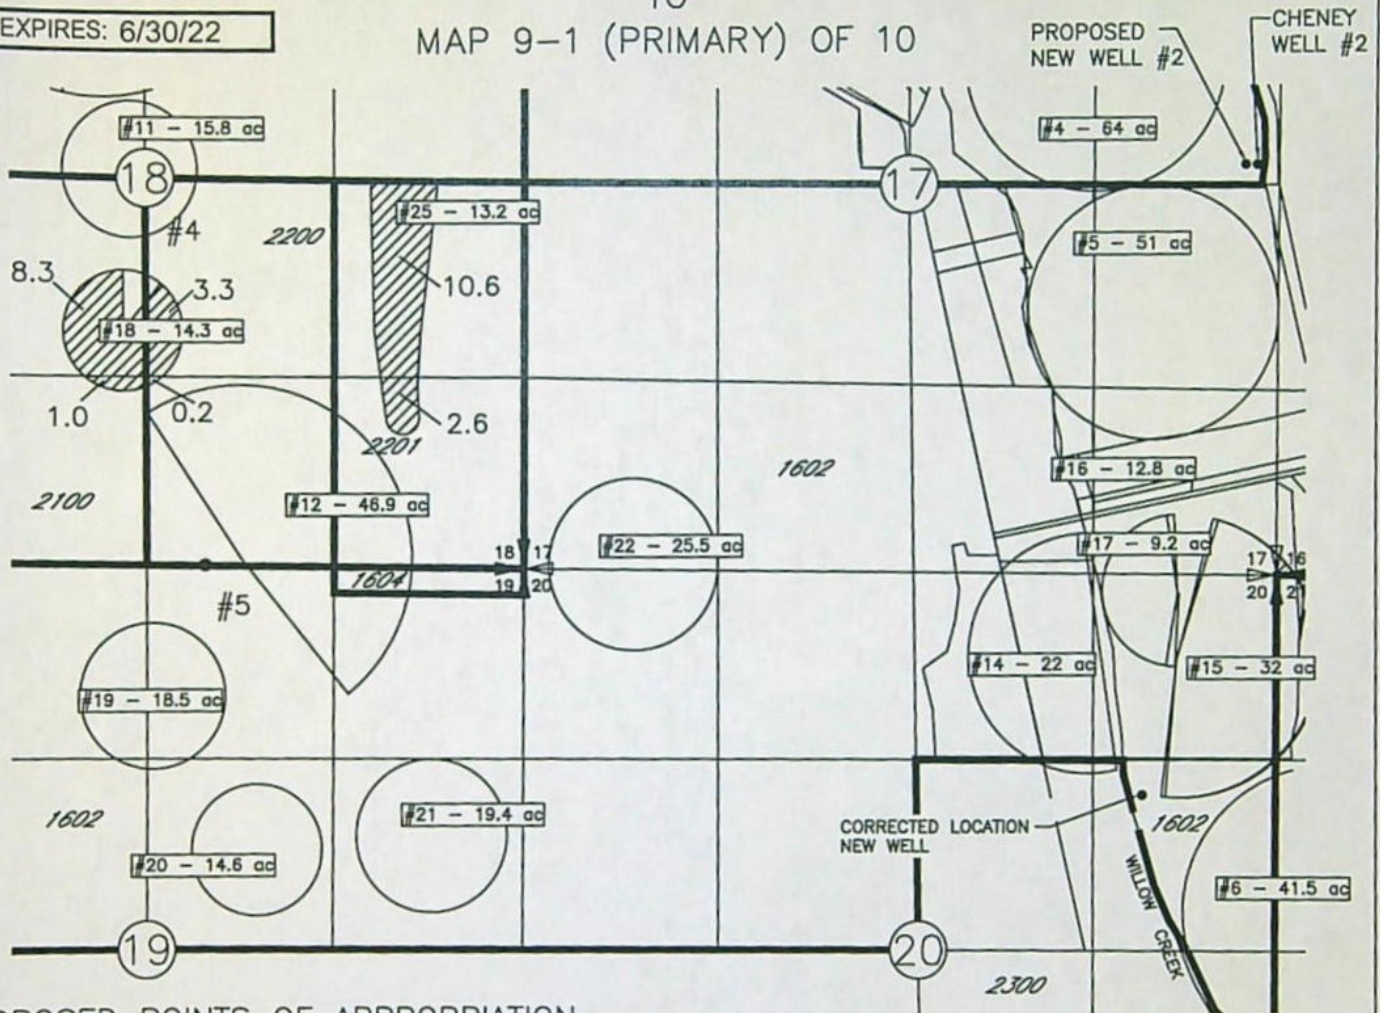 EXPIRES: 6/30/22
MAP 9-1 (PRIMARY) OF 10
PROPOSED
NEW WELL #2
CHENEY
WELL #2
#11 - 15.8 ac
#4 - 64 ac
18
17
#4
2200
#25 - 13.2 ac
#5 - 51 ac
8.3
3.3
10.6
#18 - 14.3 ac
1.0
0.2
2.6
2201
1602
#16 - 12.8 ac
2100
#12 - 46.9 ac
#22 - 25.5 ac
#17 - 9.2 ac
18 17
19 20
17 16
20 21
1604
#5
#14 - 22 ac
#15 - 32 ac
#19 - 18.5 ac
1602
#21 - 19.4 ac
CORRECTED LOCATION
NEW WELL
1602
#20 - 14.6 ac
WILLOW
CREEK
#6 - 41.5 ac
19
20
2300
POINTS OF APPROPRIATION